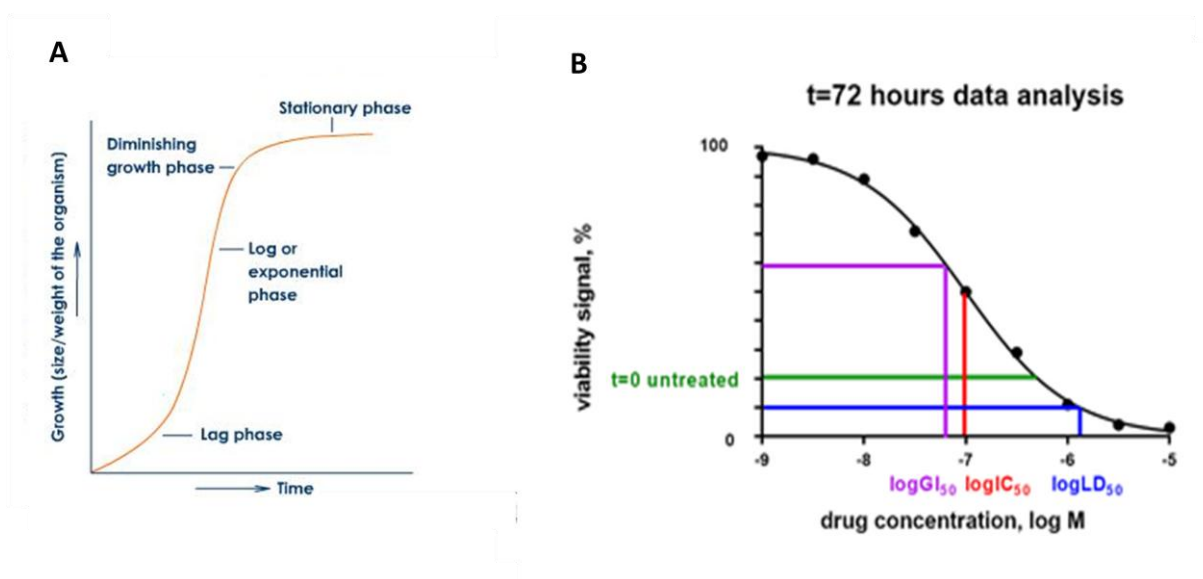 A
Stationary phase
Diminishing
growth phase
Log or
exponential
phase
Lag phase
Growth (size/weight of the organism)
Time
B
t=72 hours data analysis
100
viability signal, %
t=0 untreated
0
-9 -8 -7 -6 -5
logGI50 logIC50 logLD50
drug concentration, log M